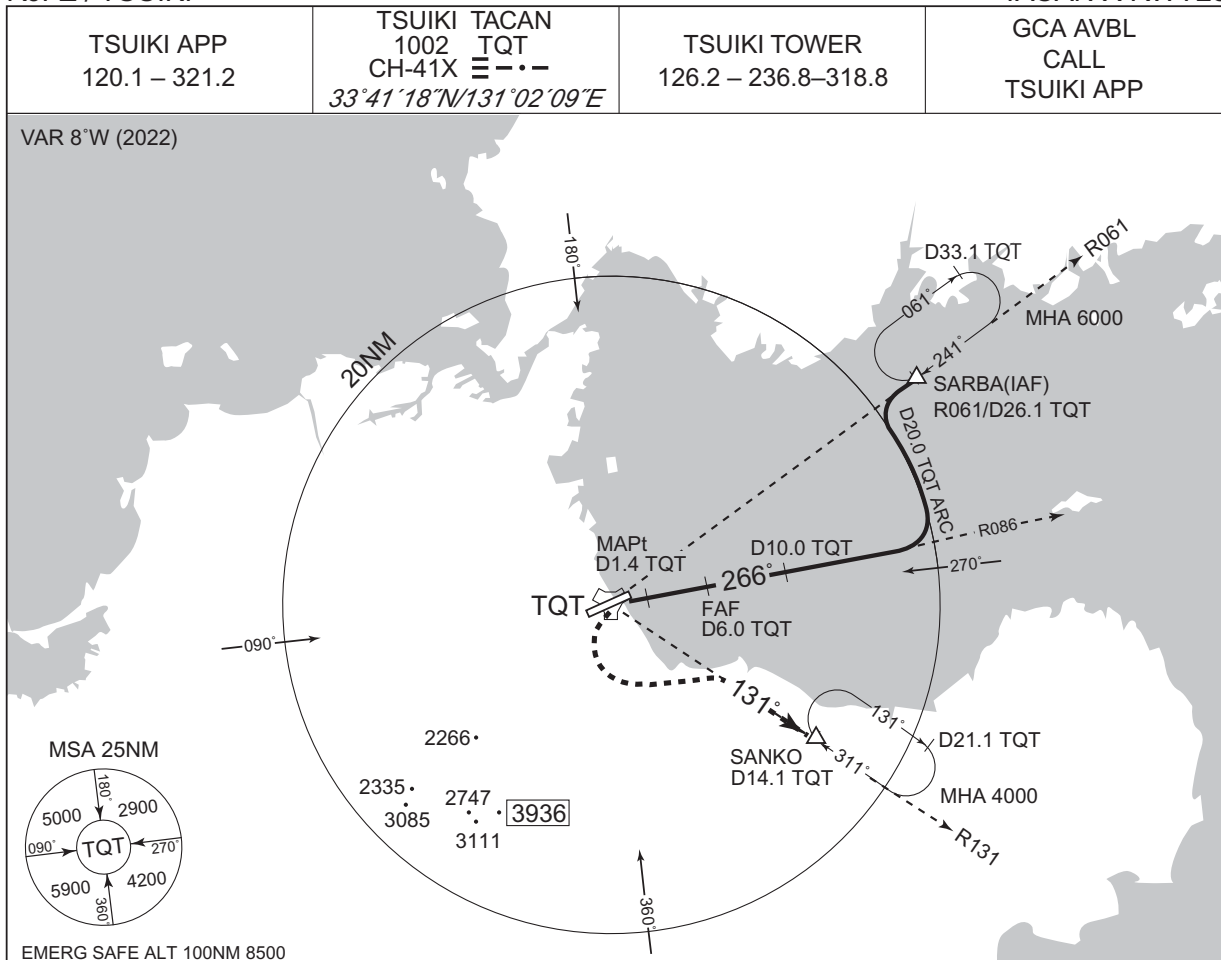 TSUIKI APP
120.1 – 321.2
TSUIKI TACAN
1002 TQT
CH-41X
33°41´18˝N/131°02´09˝E
TSUIKI TOWER
126.2 – 236.8–318.8
GCA AVBL
CALL
TSUIKI APP
VAR 8˚W (2022)
180˚
20NM
D33.1 TQT
R061
061°
MHA 6000
241°
SARBA(IAF)
R061/D26.1 TQT
D20.0 TQT ARC
R086
270˚
MAPt
D1.4 TQT
D10.0 TQT
266°
TQT
FAF
D6.0 TQT
090˚
131°
131°
D21.1 TQT
SANKO
D14.1 TQT
311°
MHA 4000
R131
2266
2335
3085
2747
3936
3111
360˚
MSA 25NM
180˚
5000
2900
090˚
TQT
270˚
5900
4200
360˚
EMERG SAFE ALT 100NM 8500